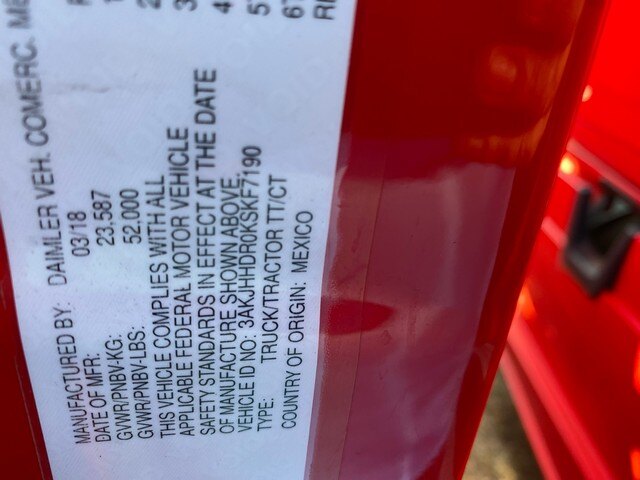 MANUFACTURED BY: DAIMLER VEH. COMERC. ME
DATE OF MFR: 03/18
GVWR/PNBV-KG: 23.587
GVWR/PNBV-LBS: 52.000
THIS VEHICLE COMPLIES WITH ALL
APPLICABLE FEDERAL MOTOR VEHICLE
SAFETY STANDARDS IN EFFECT AT THE DATE
OF MANUFACTURE SHOWN ABOVE.
VEHICLE ID NO: 3AKJHHDR0KSKF7190
TYPE: TRUCK/TRACTOR TT/CT
COUNTRY OF ORIGIN: MEXICO